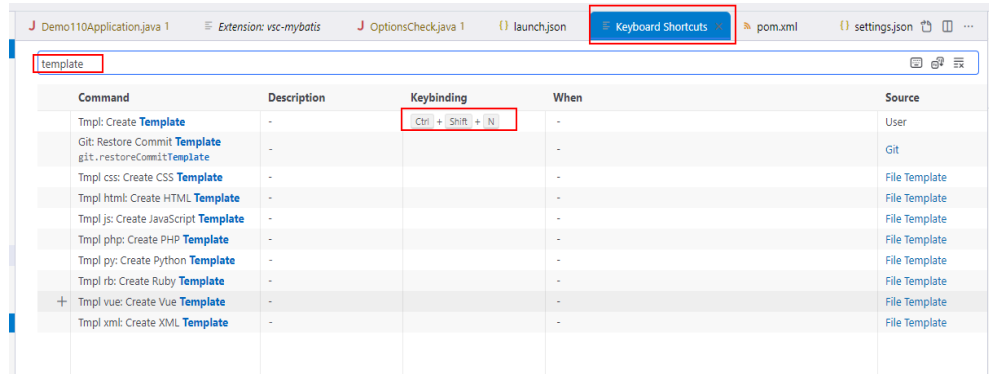 Demo110Application.java 1 Extension: vsc-mybatis OptionsCheck.java 1 launch.json Keyboard Shortcuts pom.xml settings.json
template
Command Description Keybinding When Source
Tmpl: Create Template - Ctrl + Shift + N - User
Git: Restore Commit Template - - Git
git.restoreCommitTemplate
Tmpl css: Create CSS Template - - File Template
Tmpl html: Create HTML Template - - File Template
Tmpl js: Create JavaScript Template - - File Template
Tmpl php: Create PHP Template - - File Template
Tmpl py: Create Python Template - - File Template
Tmpl rb: Create Ruby Template - - File Template
Tmpl vue: Create Vue Template - - File Template
Tmpl xml: Create XML Template - - File Template